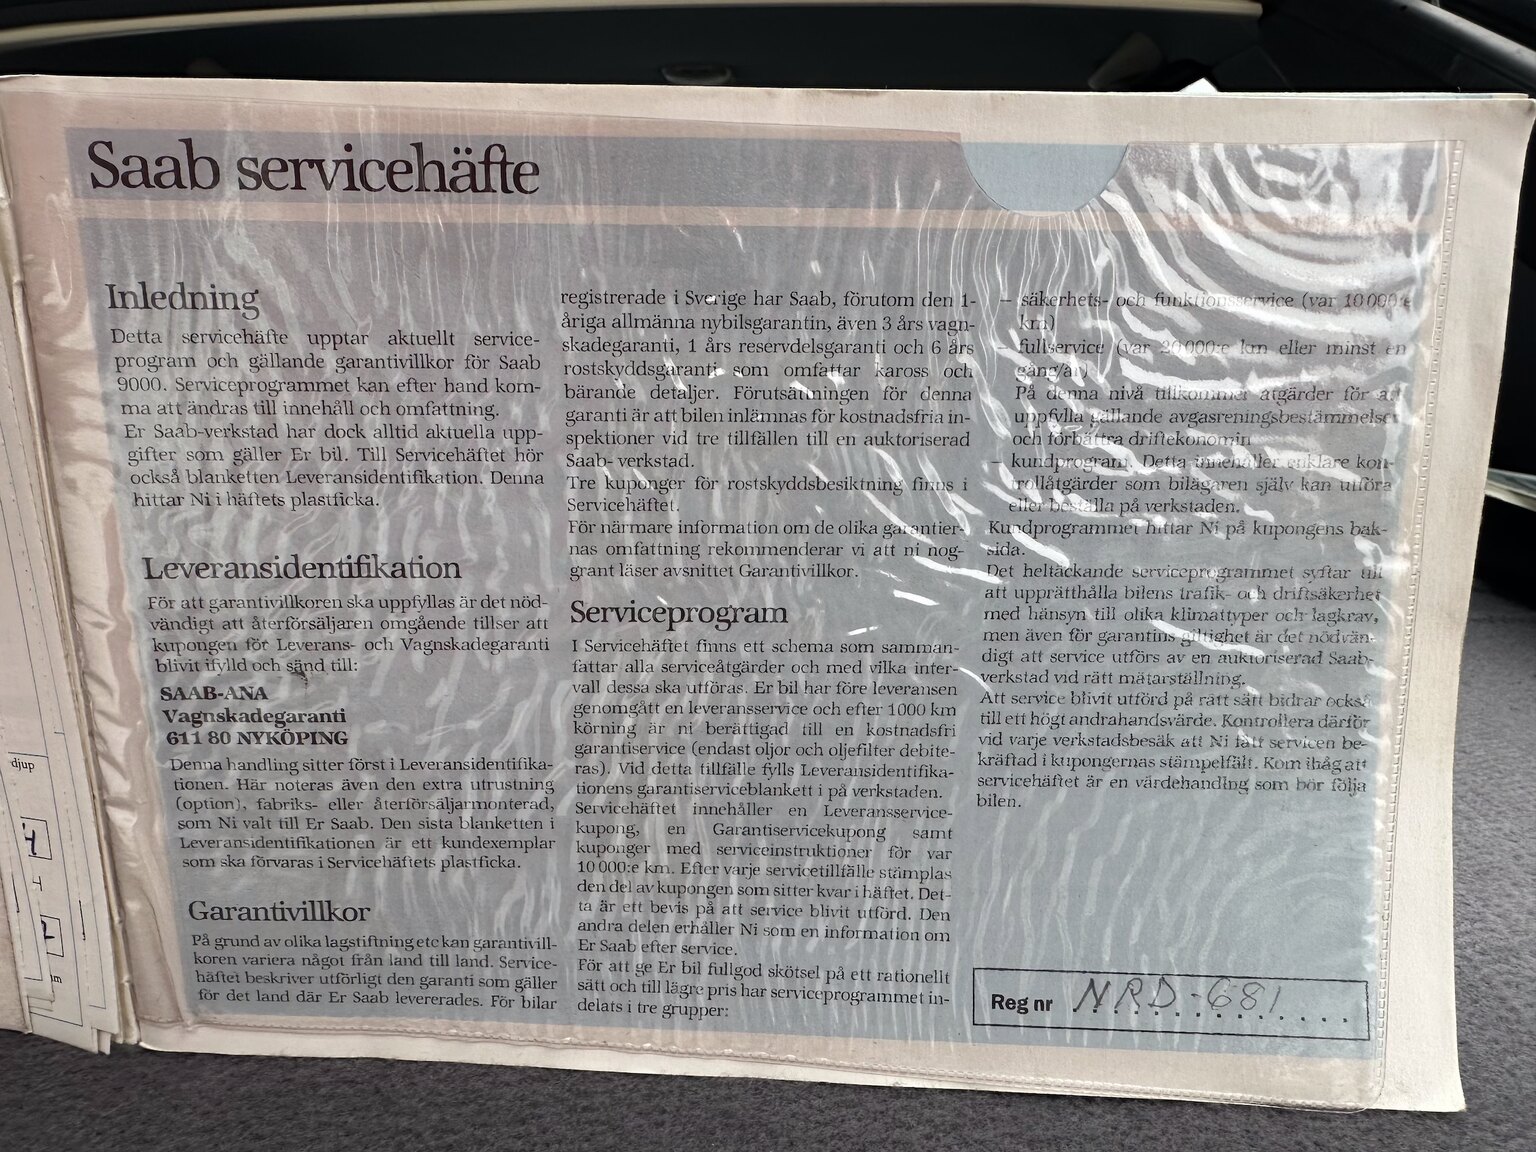 Saab servicehäfte
Inledning
Detta servicehäfte upptar aktuellt service-
program och gällande garantivillkor för Saab
9000. Serviceprogrammet kan efter hand kom-
ma att ändras till innehåll och omfattning.
Er Saab-verkstad har dock alltid aktuella upp-
gifter som gäller Er bil. Till Servicehäftet hör
också blanketten Leveransidentifikation. Denna
hittar Ni i häftets plastficka.
Leveransidentifikation
För att garantivillkoren ska uppfyllas är det nöd-
vändigt att återförsäljaren omgående tillser att
kupongen för Leverans- och Vagnskadegaranti
blivit ifylld och sänd till:
SAAB-ANA
Vagnskadegaranti
611 80 NYKÖPING
Denna handling sitter först i Leveransidentifika-
tionen. Här noteras även den extra utrustning
(option), fabriks- eller återförsäljarmonterad,
som Ni valt till Er Saab. Den sista blanketten i
Leveransidentifikationen är ett kundexemplar
som ska förvaras i Servicehäftets plastficka.
Garantivillkor
På grund av olika lagstiftning etc kan garantivill-
koren variera något från land till land. Service-
häftet beskriver utförligt den garanti som gäller
för det land där Er Saab levererades. För bilar
registrerade i Sverige har Saab, förutom den 1-
åriga allmänna nybilsgarantin, även 3 års vagn-
skadegaranti, 1 års reservdelsgaranti och 6 års
rostskyddsgaranti som omfattar kaross och
bärande detaljer. Förutsättningen för denna
garanti är att bilen inlämnas för kostnadsfria in-
spektioner vid tre tillfällen till en auktoriserad
Saab-verkstad.
Tre kuponger för rostskyddsbesiktning finns i
Servicehäftet.
För närmare information om de olika garantier-
nas omfattning rekommenderar vi att ni nog-
grant läser avsnittet Garantivillkor.
Serviceprogram
I Servicehäftet finns ett schema som samman-
fattar alla serviceåtgärder och med vilka inter-
vall dessa ska utföras. Er bil har före leveransen
genomgått en leveransservice och efter 1000 km
körning är ni berättigad till en kostnadsfri
garantiservice (endast oljor och oljefilter debite-
ras). Vid detta tillfälle fylls Leveransidentifika-
tionens garantiserviceblankett i på verkstaden.
Servicehäftet innehåller en Leveransservice-
kupong, en Garantiservicekupong samt
kuponger med serviceinstruktioner för var
10 000:e km. Efter varje servicetillfälle stämplas
den del av kupongen som sitter kvar i häftet. Det-
ta är ett bevis på att service blivit utförd. Den
andra delen erhåller Ni som en information om
Er Saab efter service.
För att ge Er bil fullgod skötsel på ett rationellt
sätt och till lägre pris har serviceprogrammet in-
delats i tre grupper:
– säkerhets- och funktionsservice (var 10 000:e
km)
– fullservice (var 20 000:e km eller minst en
gång/år)
På denna nivå tillkommer åtgärder för att
uppfylla gällande avgasreningsbestämmelser
och förbättra driftekonomin
kundprogram. Detta innehåller enklare kon-
trollåtgärder som bilägaren själv kan utföra
eller beställa på verkstaden.
Kundprogrammet hittar Ni på kupongens bak-
sida.
Det heltäckande serviceprogrammet syftar till
att upprätthålla bilens trafik- och driftsäkerhet
med hänsyn till olika klimattyper och lagkrav,
men även för garantins giltighet är det nödvän-
digt att service utförs av en auktoriserad Saab-
verkstad vid rätt mätarställning.
Att service blivit utförd på rätt sätt bidrar också
till ett högt andrahandsvärde. Kontrollera därför
vid varje verkstadsbesök att Ni fått servicen be-
kräftad i kupongernas stämpelfält. Kom ihåg att
servicehäftet är en värdehandling som bör följa
bilen.
Reg nr NRD-681
djup
4